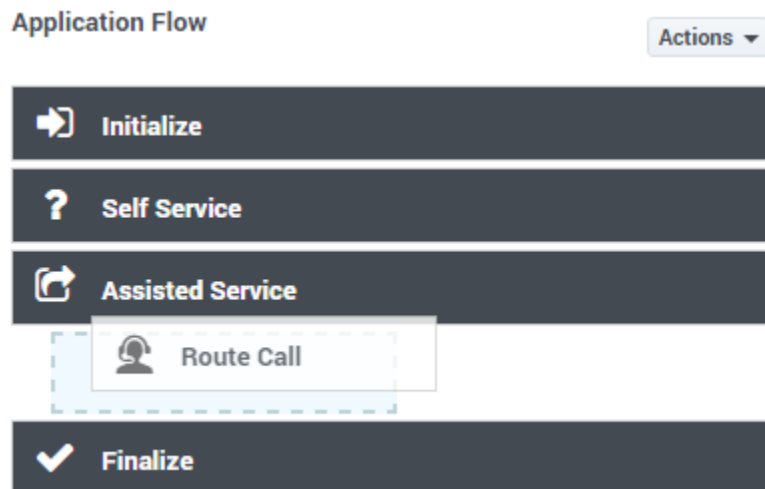 Application Flow
Actions
Initialize
? Self Service
Assisted Service
Route Call
Finalize